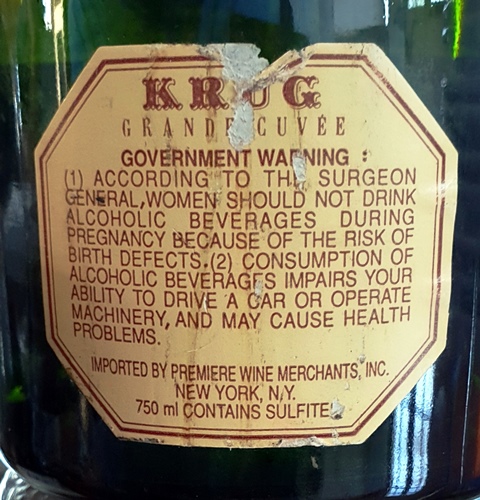 KRUG
GRANDE CUVÉE
GOVERNMENT WARNING :
(1) ACCORDING TO THE SURGEON
GENERAL,WOMEN SHOULD NOT DRINK
ALCOHOLIC BEVERAGES DURING
PREGNANCY BECAUSE OF THE RISK OF
BIRTH DEFECTS.(2) CONSUMPTION OF
ALCOHOLIC BEVERAGES IMPAIRS YOUR
ABILITY TO DRIVE A CAR OR OPERATE
MACHINERY, AND MAY CAUSE HEALTH
PROBLEMS.
IMPORTED BY PREMIERE WINE MERCHANTS, INC.
NEW YORK, N.Y.
750 ml CONTAINS SULFITES